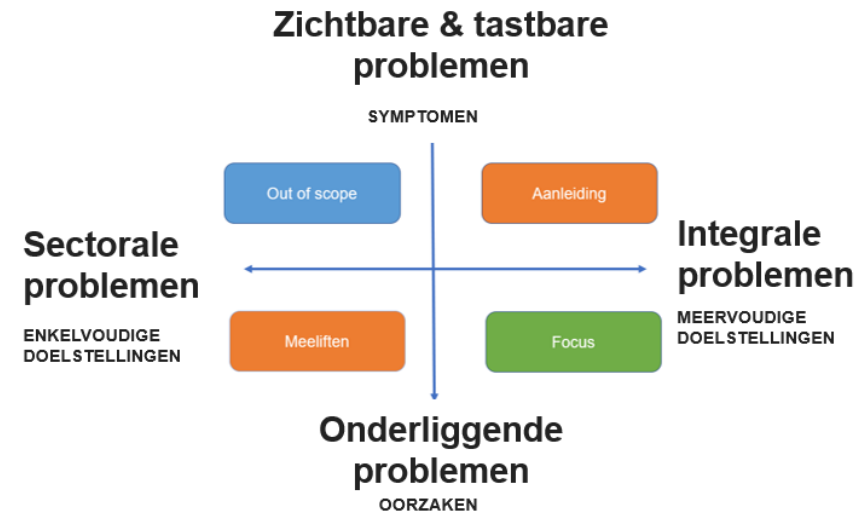 Zichtbare & tastbare
problemen
SYMPTOMEN
Out of scope
Aanleiding
Sectorale
problemen
ENKELVOUDIGE
DOELSTELLINGEN
Integrale
problemen
MEERVOUDIGE
DOELSTELLINGEN
Meeliften
Focus
Onderliggende
problemen
OORZAKEN